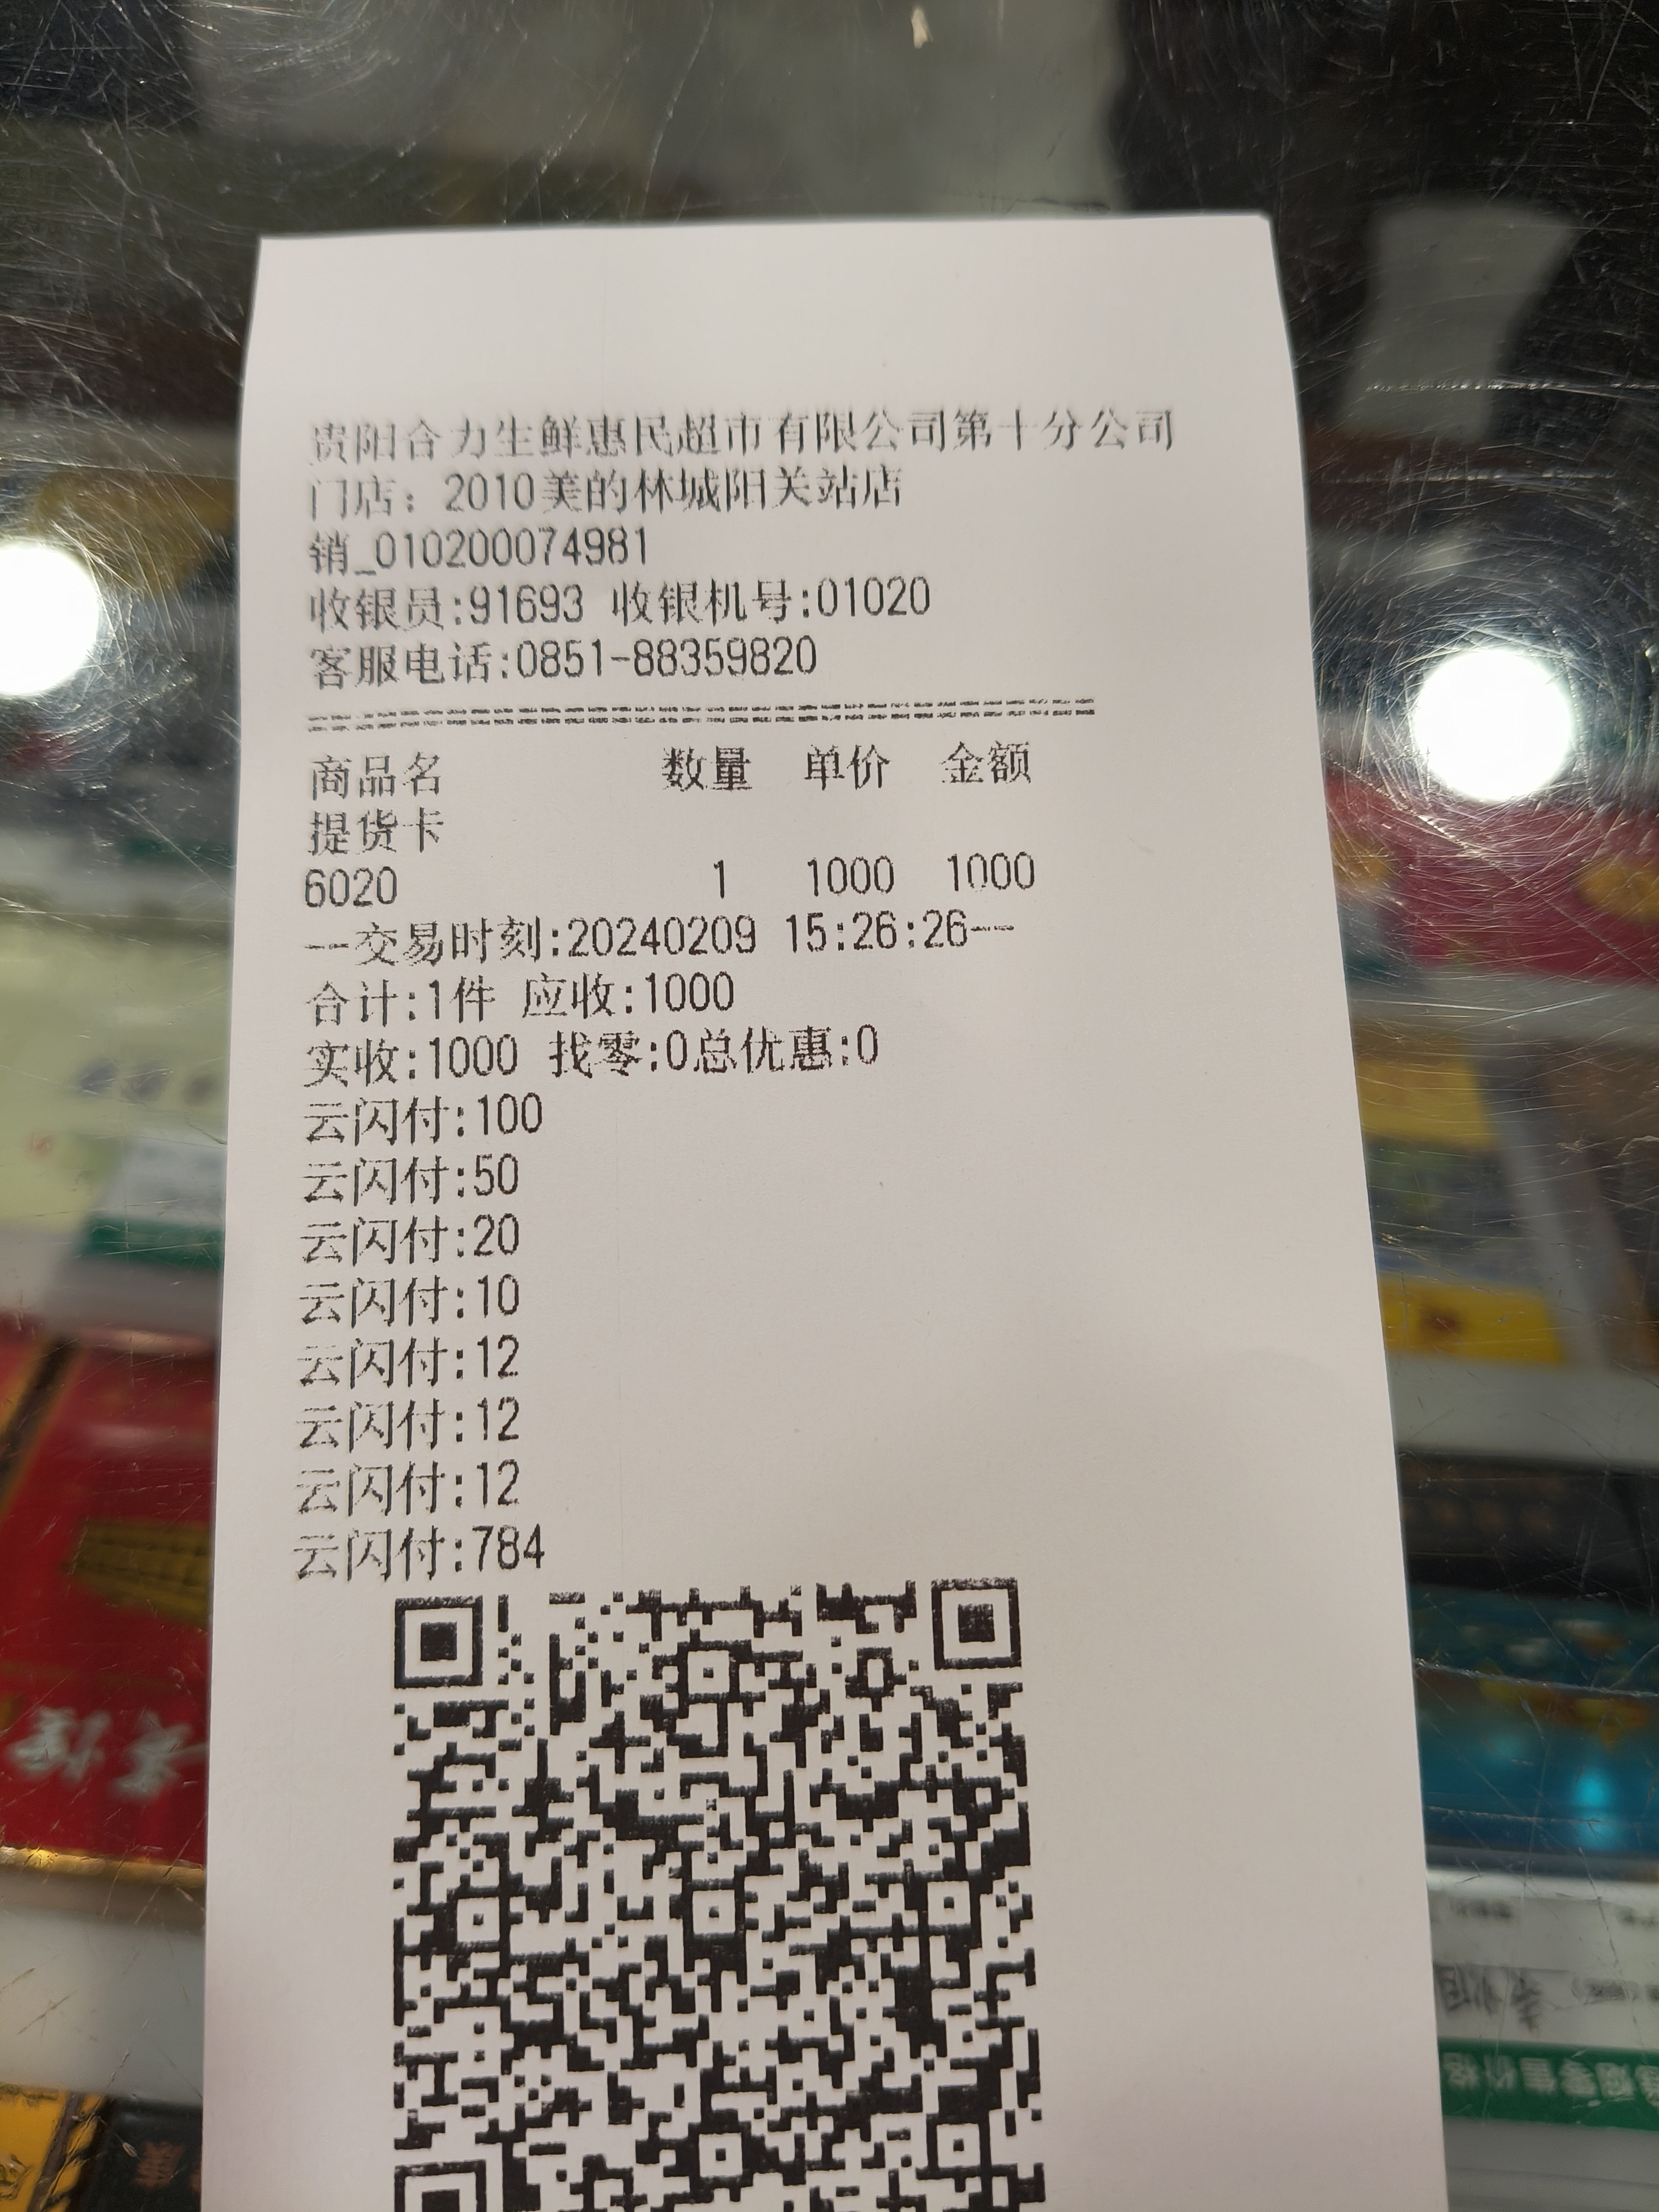 贵阳合力生鲜惠民超市有限公司第十分公司
门店：2010美的林城阳关站店
销_010200074981
收银员:91693 收银机号:01020
客服电话:0851-88359820
商品名 数量 单价 金额
提货卡
6020 1 1000 1000
--交易时刻:20240209 15:26:26--
合计:1件 应收:1000
实收:1000 找零:0总优惠:0
云闪付:100
云闪付:50
云闪付:20
云闪付:10
云闪付:12
云闪付:12
云闪付:12
云闪付:784